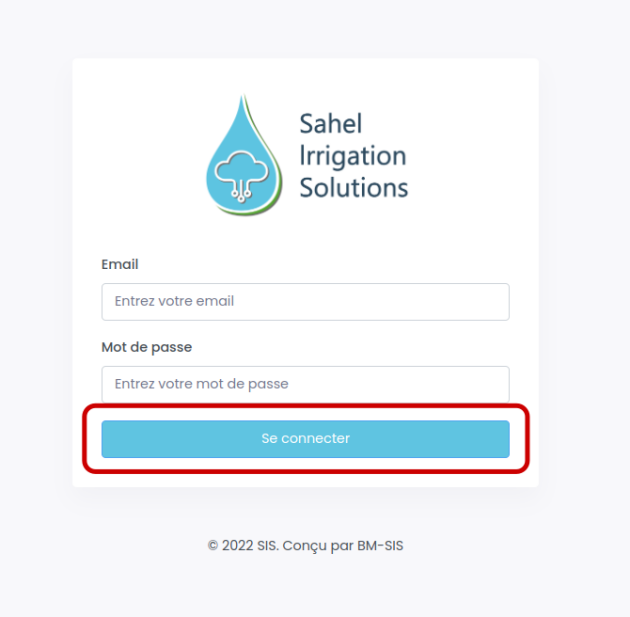 Sahel
Irrigation
Solutions
Email
Entrez votre email
Mot de passe
Entrez votre mot de passe
Se connecter
© 2022 SIS. Conçu par BM-SIS